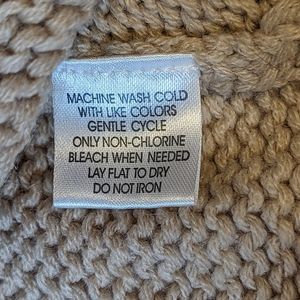 MACHINE WASH COLD
WITH LIKE COLORS
GENTLE CYCLE
ONLY NON-CHLORINE
BLEACH WHEN NEEDED
LAY FLAT TO DRY
DO NOT IRON